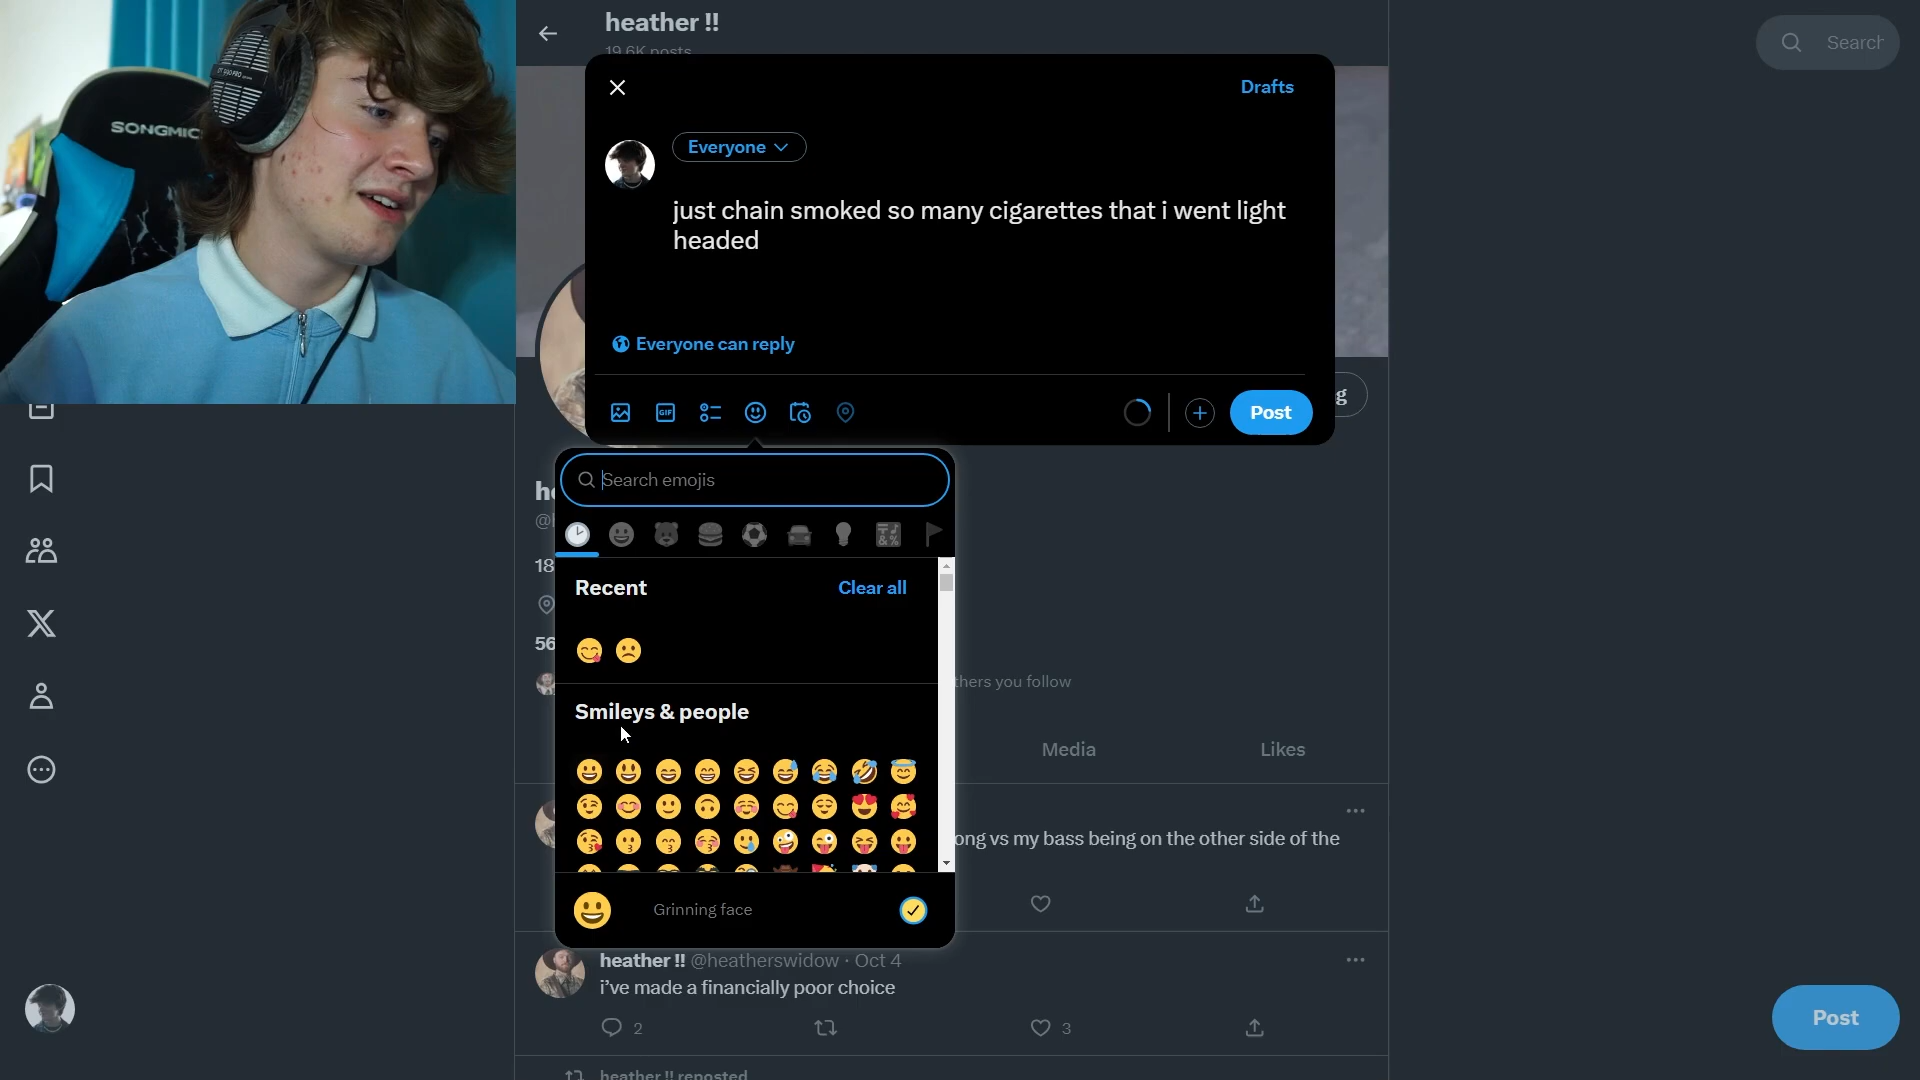 heather !!
19.6K posts
Search
SONGMIC
Drafts
Everyone
just chain smoked so many cigarettes that i went light
headed
Everyone can reply
GIF
Post
Search emojis
Recent
Clear all
Smileys & people
Grinning face
18
56
thers you follow
Media
Likes
ong vs my bass being on the other side of the
heather !! @heatherswidow · Oct 4
i've made a financially poor choice
2
3
heather !! reposted
Post